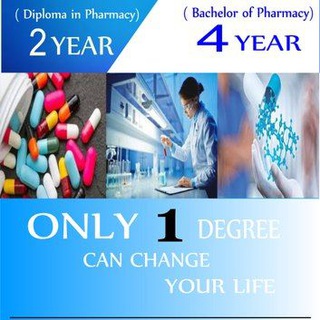 ( Diploma in Pharmacy)
2 YEAR
( Bachelor of Pharmacy)
4 YEAR
ONLY 1 DEGREE
CAN CHANGE
YOUR LIFE